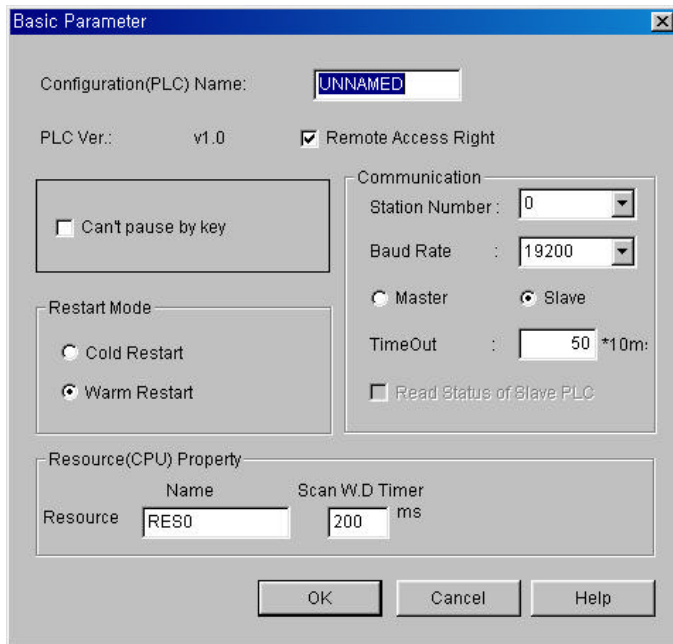 Basic Parameter
Configuration(PLC) Name: UNNAMED
PLC Ver.: v1.0 Remote Access Right
Can't pause by key
Communication
Station Number : 0
Baud Rate : 19200
Master Slave
TimeOut : 50 *10ms
Read Status of Slave PLC
Restart Mode
Cold Restart
Warm Restart
Resource(CPU) Property
Name Scan W.D Timer
Resource RES0 200 ms
OK Cancel Help